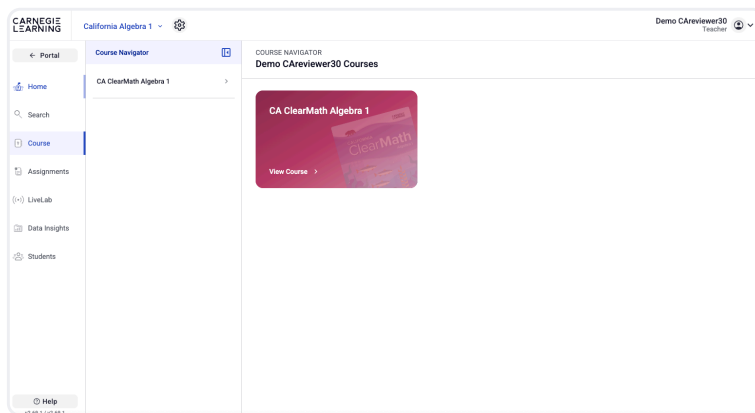 CARNEGIE
LEARNING
California Algebra 1
Demo CAreviewer30
Teacher
← Portal
Course Navigator
COURSE NAVIGATOR
Demo CAreviewer30 Courses
Home
CA ClearMath Algebra 1
Search
Course
Assignments
LiveLab
Data Insights
Students
CA ClearMath Algebra 1
ClearMath
View Course >
Help